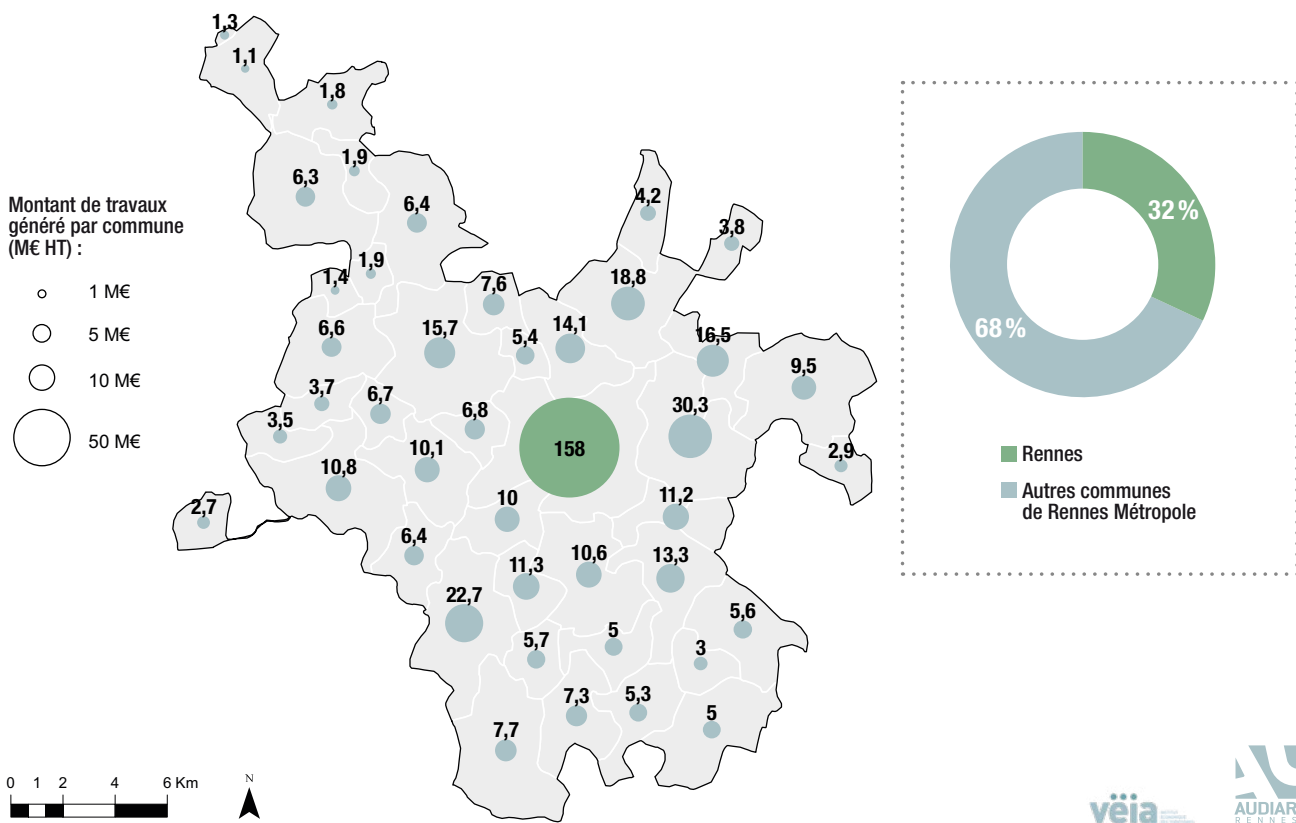 1,3
1,1
1,8
1,9
6,3
6,4
4,2
3,8
1,9
1,4
7,6
18,8
6,6
15,7
5,4
14,1
16,5
9,5
3,7
6,7
3,5
6,8
30,3
158
10,1
10,8
2,9
2,7
10
11,2
6,4
11,3
10,6
13,3
22,7
5,7
5
5,6
3
7,3
5,3
5
7,7
Montant de travaux
généré par commune
(M€ HT) :
1 M€
5 M€
10 M€
50 M€
0 1 2 4 6 Km
N
32 %
68 %
Rennes
Autres communes
de Rennes Métropole
vëia
AU
AUDIAR
RENNES